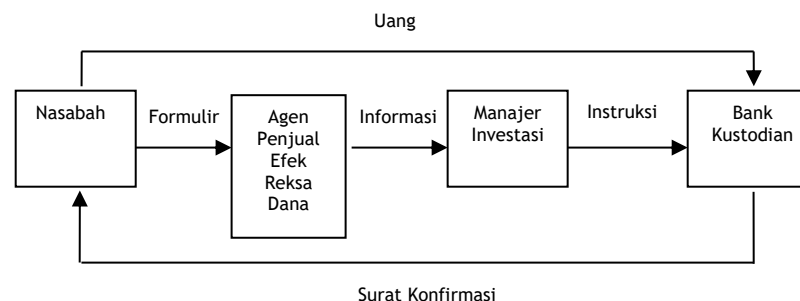 Uang
Nasabah
Formulir
Agen
Penjual
Efek
Reksa
Dana
Informasi
Manajer
Investasi
Instruksi
Bank
Kustodian
Surat Konfirmasi